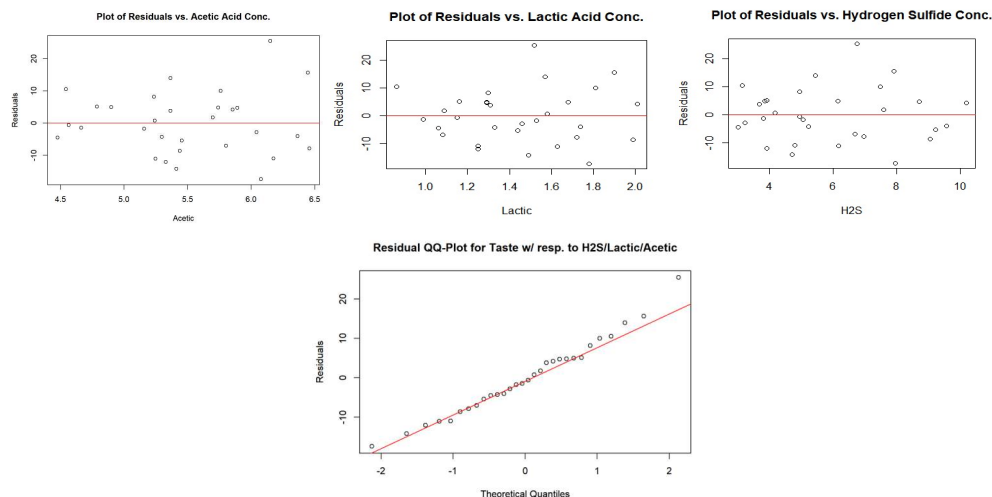 Plot of Residuals vs. Acetic Acid Conc.
20
10
0
-10
Residuals
4.5 5.0 5.5 6.0 6.5
Acetic
Plot of Residuals vs. Lactic Acid Conc.
20
10
0
-10
Residuals
1.0 1.2 1.4 1.6 1.8 2.0
Lactic
Plot of Residuals vs. Hydrogen Sulfide Conc.
20
10
0
-10
Residuals
4 6 8 10
H2S
Residual QQ-Plot for Taste w/ resp. to H2S/Lactic/Acetic
20
10
0
-10
Residuals
-2 -1 0 1 2
Theoretical Quantiles